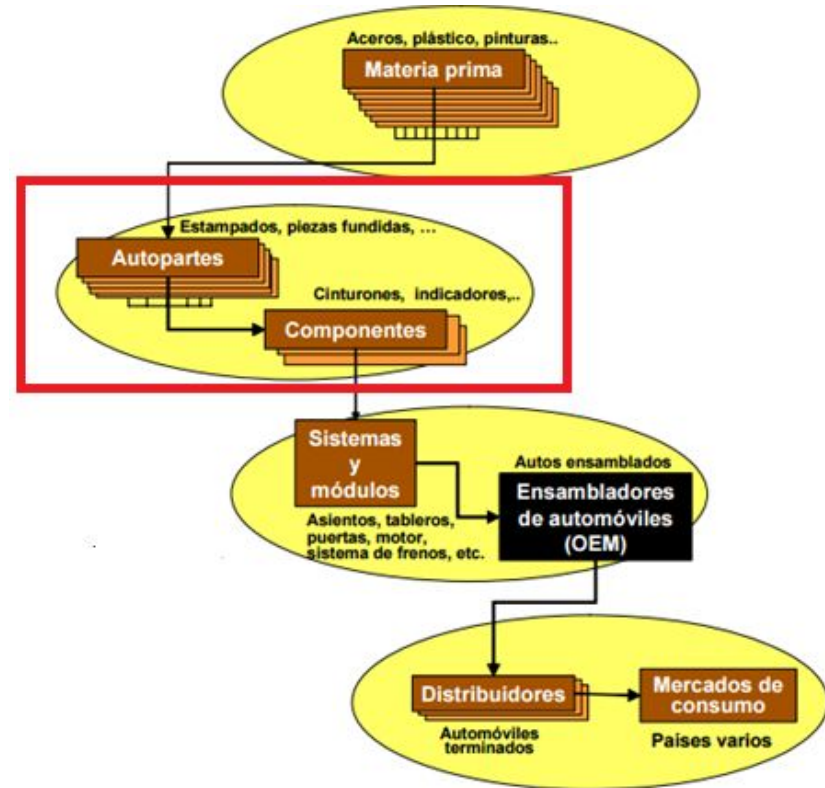 Aceros, plástico, pinturas..
Materia prima
Estampados, piezas fundidas, ...
Autopartes
Cinturones, indicadores,..
Componentes
Sistemas
y
módulos
Asientos, tableros,
puertas, motor,
sistema de frenos, etc.
Autos ensamblados
Ensambladores
de automóviles
(OEM)
Distribuidores
Automóviles
terminados
Mercados de
consumo
Países varios